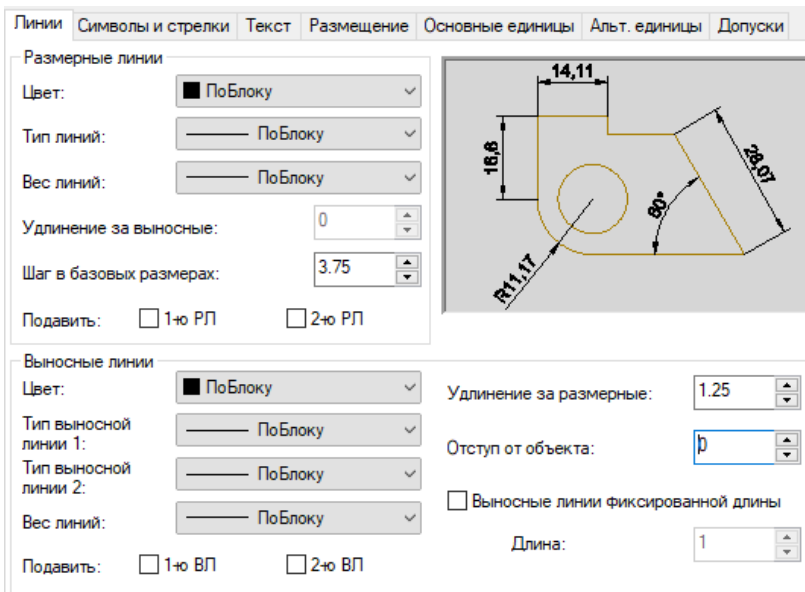 Линии Символы и стрелки Текст Размещение Основные единицы Альт. единицы Допуски
Размерные линии
Цвет: ПоБлоку
Тип линий: ПоБлоку
Вес линий: ПоБлоку
Удлинение за выносные: 0
Шаг в базовых размерах: 3.75
Подавить: 1-ю РЛ 2-ю РЛ
14,11
16,6
28,07
60°
R11,17
Выносные линии
Цвет: ПоБлоку
Тип выносной
линии 1: ПоБлоку
Тип выносной
линии 2: ПоБлоку
Вес линий: ПоБлоку
Подавить: 1-ю ВЛ 2-ю ВЛ
Удлинение за размерные: 1.25
Отступ от объекта: 0
Выносные линии фиксированной длины
Длина: 1